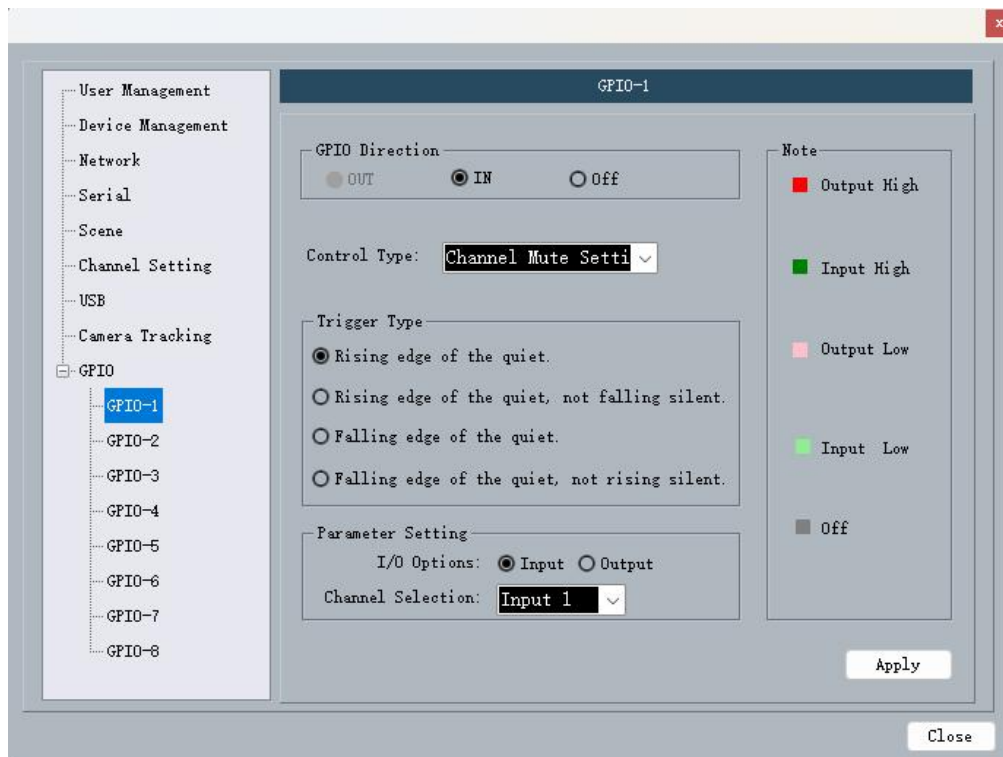 x
User Management
Device Management
Network
Serial
Scene
Channel Setting
USB
Camera Tracking
GPIO
GPIO-1
GPIO-2
GPIO-3
GPIO-4
GPIO-5
GPIO-6
GPIO-7
GPIO-8
GPIO-1
GPIO Direction
OUT IN Off
Control Type: Channel Mute Setti
Trigger Type
Rising edge of the quiet.
Rising edge of the quiet, not falling silent.
Falling edge of the quiet.
Falling edge of the quiet, not rising silent.
Parameter Setting
I/O Options: Input Output
Channel Selection: Input 1
Note
Output High
Input High
Output Low
Input Low
Off
Apply
Close